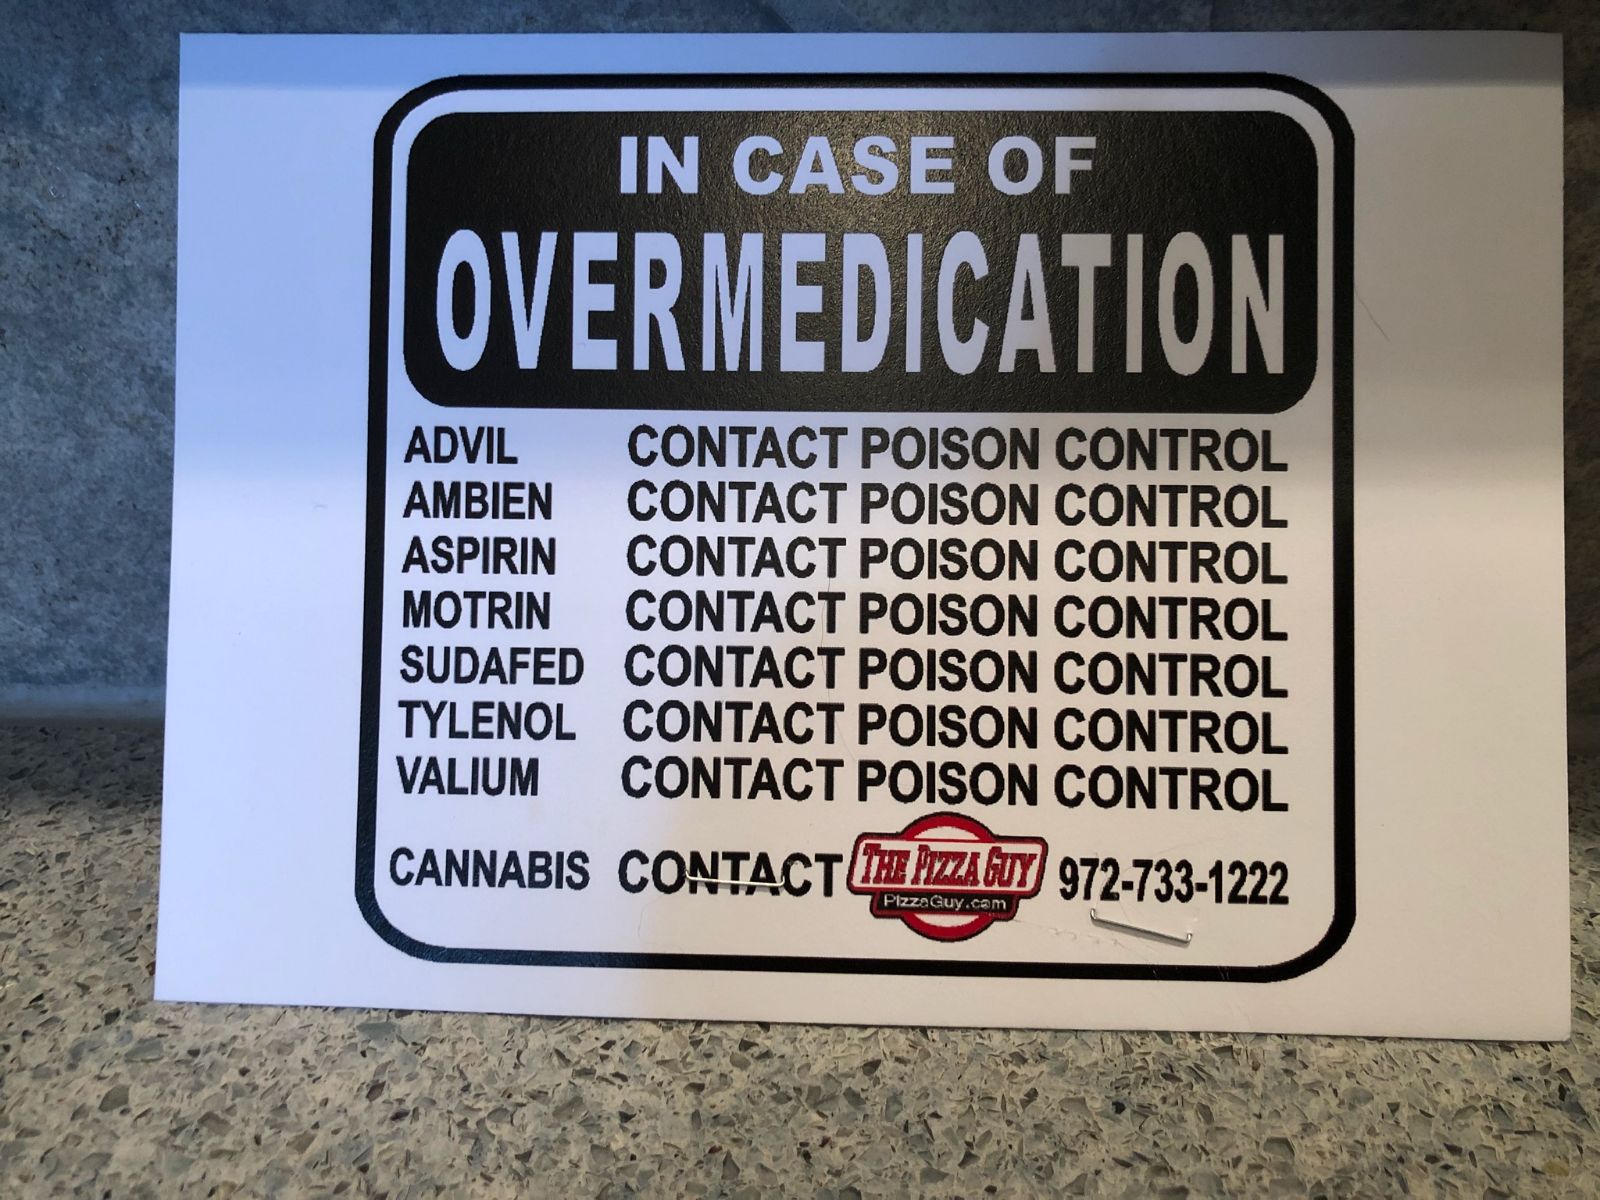 IN CASE OF
OVERMEDICATION
ADVIL CONTACT POISON CONTROL
AMBIEN CONTACT POISON CONTROL
ASPIRIN CONTACT POISON CONTROL
MOTRIN CONTACT POISON CONTROL
SUDAFED CONTACT POISON CONTROL
TYLENOL CONTACT POISON CONTROL
VALIUM CONTACT POISON CONTROL
CANNABIS CONTACT THE PIZZA GUY 972-733-1222
PizzaGuy.com